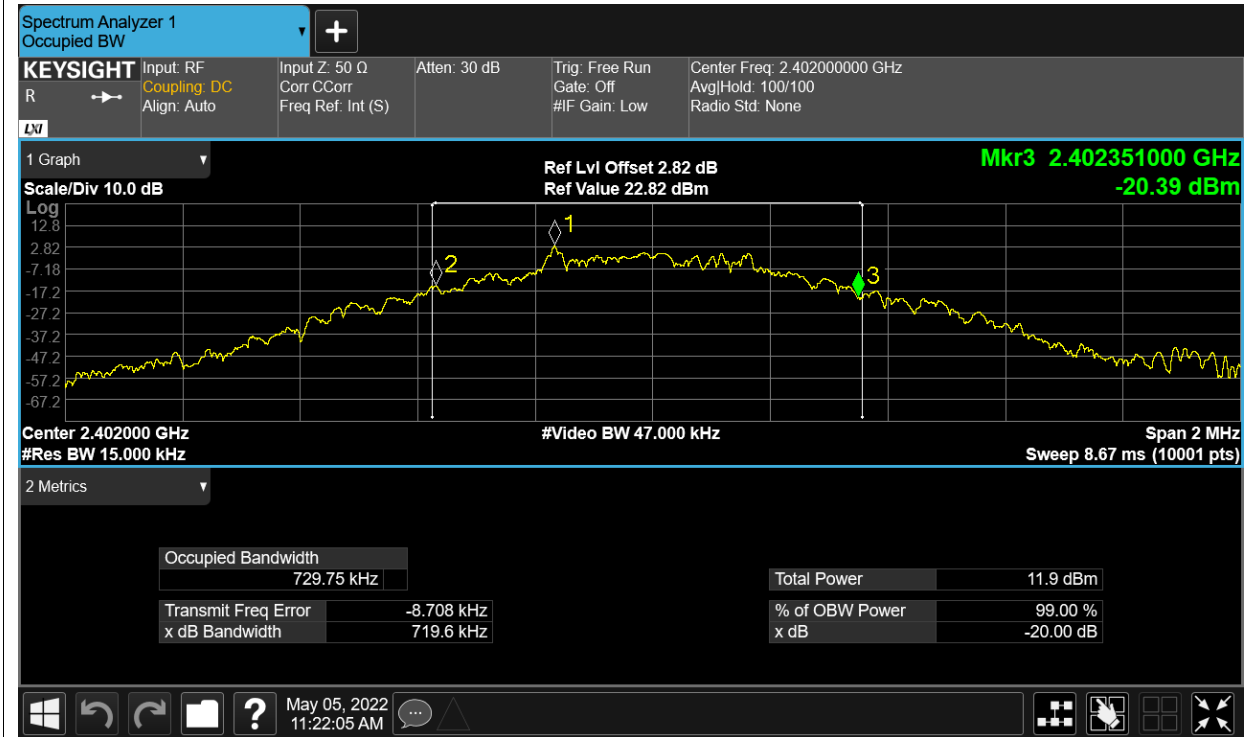 Spectrum Analyzer 1
Occupied BW
KEYSIGHT
R
LXI
Input: RF
Coupling: DC
Align: Auto
Input Z: 50 Ω
Corr CCorr
Freq Ref: Int (S)
Atten: 30 dB
Trig: Free Run
Gate: Off
#IF Gain: Low
Center Freq: 2.402000000 GHz
Avg|Hold: 100/100
Radio Std: None
1 Graph
Scale/Div 10.0 dB
Ref Lvl Offset 2.82 dB
Ref Value 22.82 dBm
Mkr3 2.402351000 GHz
-20.39 dBm
Log
12.8
2.82
-7.18
-17.2
-27.2
-37.2
-47.2
-57.2
-67.2
1
2
3
Center 2.402000 GHz
#Video BW 47.000 kHz
Span 2 MHz
#Res BW 15.000 kHz
Sweep 8.67 ms (10001 pts)
2 Metrics
Occupied Bandwidth
729.75 kHz
Total Power 11.9 dBm
Transmit Freq Error -8.708 kHz
% of OBW Power 99.00 %
x dB Bandwidth 719.6 kHz
x dB -20.00 dB
?
May 05, 2022
11:22:05 AM